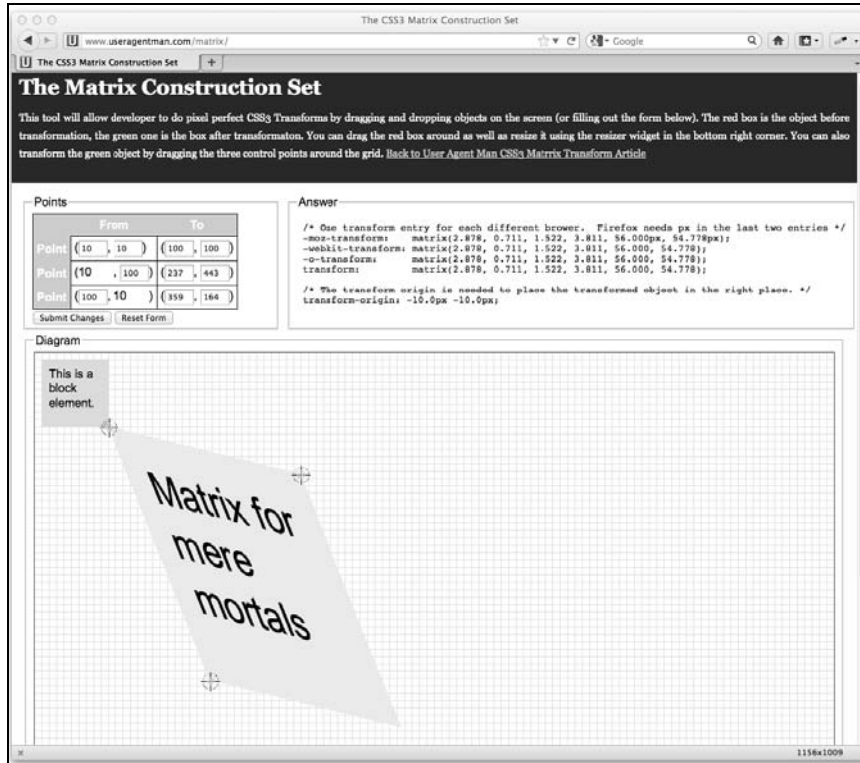 The CSS3 Matrix Construction Set
www.useragentman.com/matrix/
Google
The CSS3 Matrix Construction Set
+
The Matrix Construction Set
This tool will allow developer to do pixel perfect CSS3 Transforms by dragging and dropping objects on the screen (or filling out the form below). The red box is the object before
transformation, the green one is the box after transformaton. You can drag the red box around as well as resize it using the resizer widget in the bottom right corner. You can also
transform the green object by dragging the three control points around the grid. Back to User Agent Man CSS3 Matrrix Transform Article
Points
From To
Point (10 , 10 ) (100 , 100 )
Point (10 , 100 ) (237 , 443 )
Point (100 , 10 ) (359 , 164 )
Submit Changes Reset Form
Answer
/* One transform entry for each different brower. Firefox needs px in the last two entries */
-moz-transform: matrix(2.878, 0.711, 1.522, 3.811, 56.000px, 54.778px);
-webkit-transform: matrix(2.878, 0.711, 1.522, 3.811, 56.000, 54.778);
-o-transform: matrix(2.878, 0.711, 1.522, 3.811, 56.000, 54.778);
transform: matrix(2.878, 0.711, 1.522, 3.811, 56.000, 54.778);
/* The transform origin is needed to place the transformed object in the right place. */
transform-origin: -10.0px -10.0px;
Diagram
This is a
block
element.
Matrix for
mere
mortals
x
1156x1009